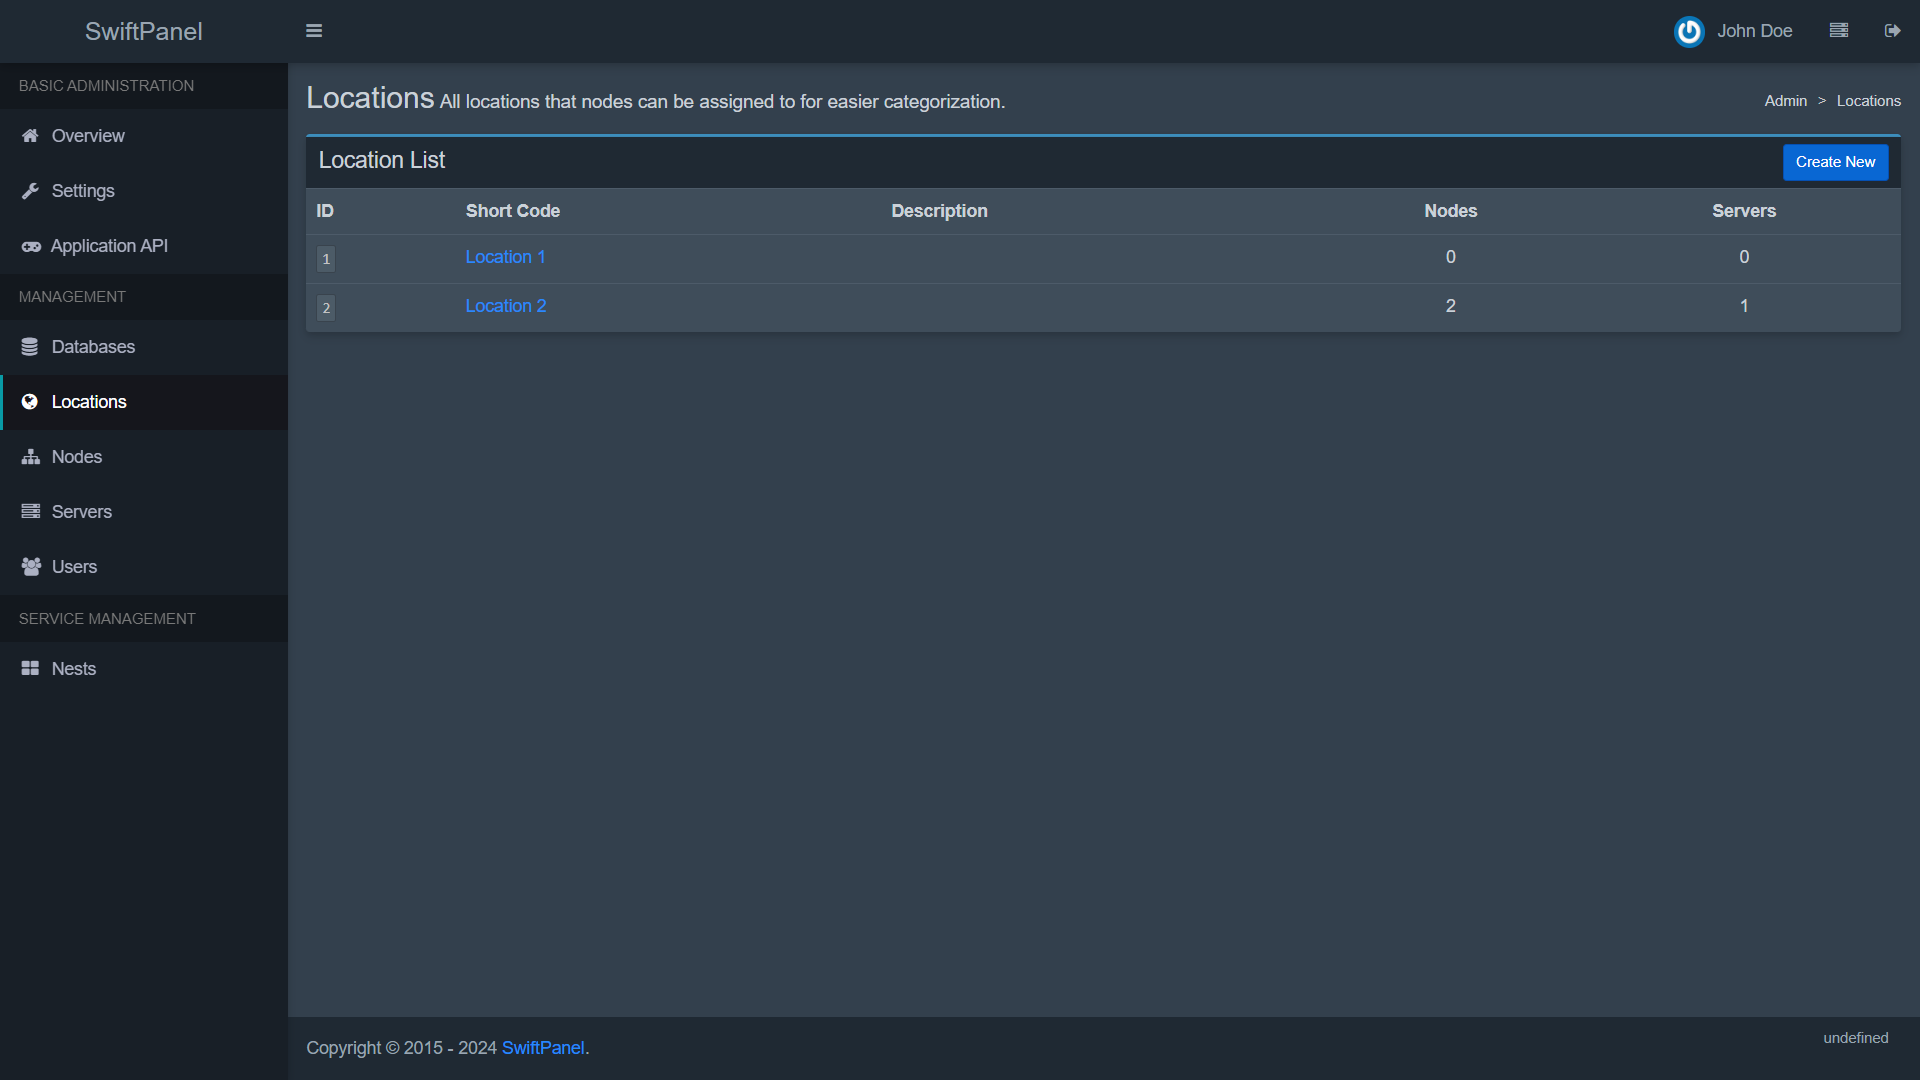 SwiftPanel
John Doe
BASIC ADMINISTRATION
Overview
Settings
Application API
MANAGEMENT
Databases
Locations
Nodes
Servers
Users
SERVICE MANAGEMENT
Nests
Locations All locations that nodes can be assigned to for easier categorization.
Admin > Locations
Location List
Create New
ID Short Code Description Nodes Servers
1 Location 1 0 0
2 Location 2 2 1
Copyright © 2015 - 2024 SwiftPanel.
undefined